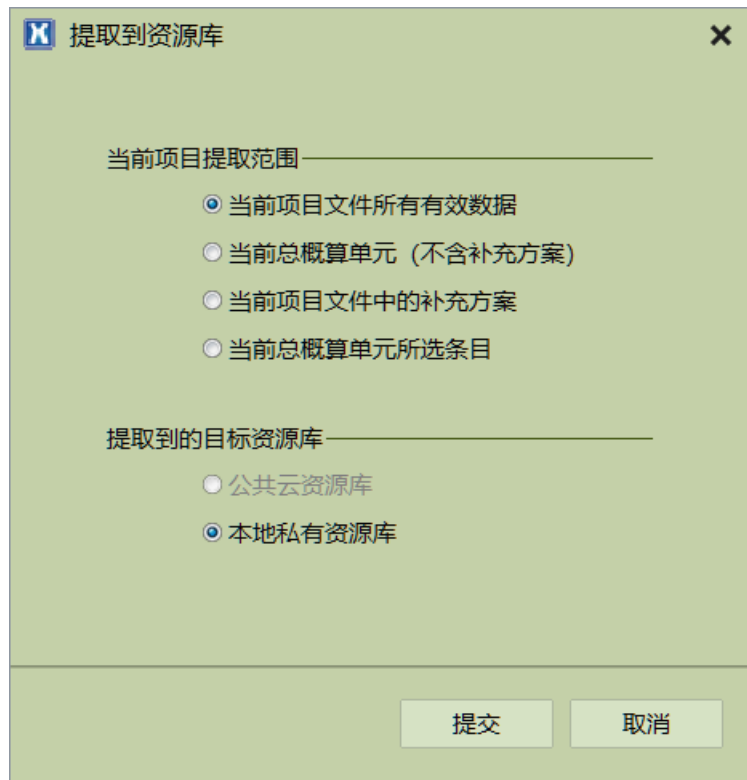 提取到资源库
当前项目提取范围
当前项目文件所有有效数据
当前总概算单元（不含补充方案）
当前项目文件中的补充方案
当前总概算单元所选条目
提取到的目标资源库
公共云资源库
本地私有资源库
提交 取消